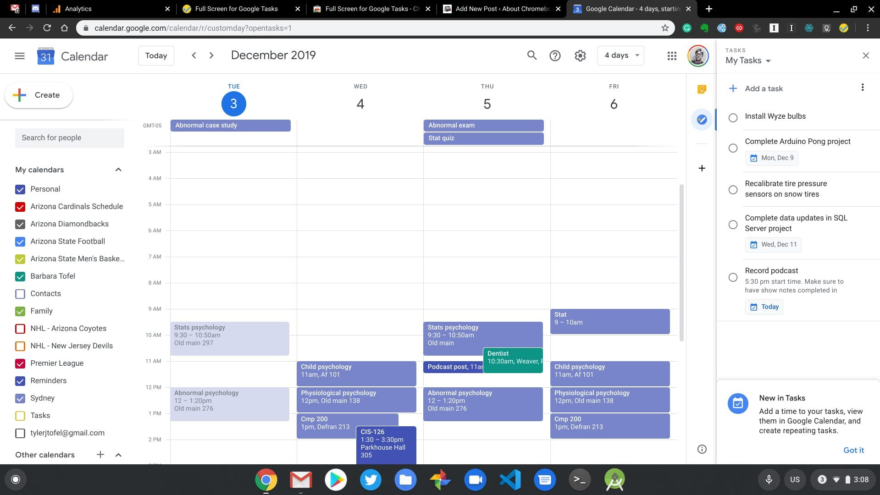 Analytics
Full Screen for Google Tasks
Full Screen for Google Tasks - C
Add New Post ‹ About Chromeb
Google Calendar - 4 days, startin
calendar.google.com/calendar/r/customday?opentasks=1
Calendar
Today
December 2019
4 days
TASKS
My Tasks
Create
Search for people
My calendars
Personal
Arizona Cardinals Schedule
Arizona Diamondbacks
Arizona State Football
Arizona State Men's Baske...
Barbara Tofel
Contacts
Family
NHL - Arizona Coyotes
NHL - New Jersey Devils
Premier League
Reminders
Sydney
Tasks
tylerjtofel@gmail.com
Other calendars
TUE
3
WED
4
THU
5
FRI
6
GMT-05
Abnormal case study
Abnormal exam
Stat quiz
3 AM
4 AM
5 AM
6 AM
7 AM
8 AM
9 AM
10 AM
11 AM
12 PM
1 PM
2 PM
Stats psychology
9:30 – 10:50am
Old main 297
Abnormal psychology
12 – 1:20pm
Old main 276
Child psychology
11am, Af 101
Physiological psychology
12pm, Old main 138
Cmp 200
1pm, Defran 213
CIS-126
1:30 – 3:30pm
Parkhouse Hall
305
Stats psychology
9:30 – 10:50am
Old main
Dentist
10:30am, Weaver,
Podcast post, 11a
Abnormal psychology
12 – 1:20pm
Old main 276
Stat
9 – 10am
Child psychology
11am, Af 101
Physiological psychology
12pm, Old main 138
Cmp 200
1pm, Defran 213
Add a task
Install Wyze bulbs
Complete Arduino Pong project
Mon, Dec 9
Recalibrate tire pressure
sensors on snow tires
Complete data updates in SQL
Server project
Wed, Dec 11
Record podcast
5:30 pm start time. Make sure to
have show notes completed in
Today
New in Tasks
Add a time to your tasks, view
them in Google Calendar, and
create repeating tasks.
Got it
US
3
3:08